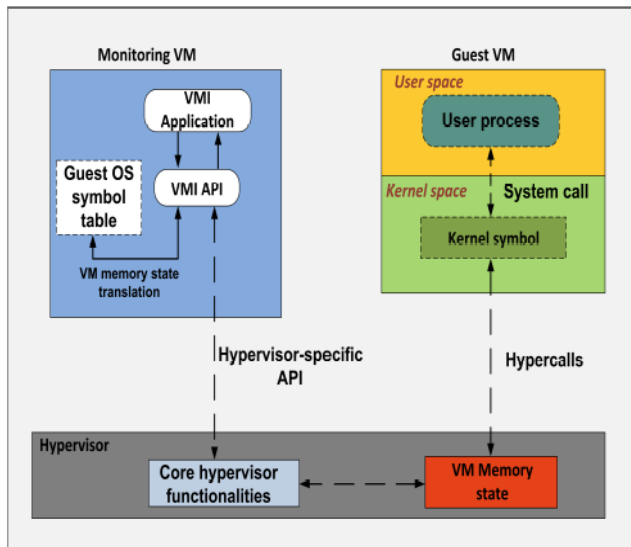 Monitoring VM
VMI
Application
VMI API
Guest OS
symbol
table
VM memory state
translation
Guest VM
User space
User process
Kernel space
System call
Kernel symbol
Hypervisor-specific
API
Hypercalls
Hypervisor
Core hypervisor
functionalities
VM Memory
state